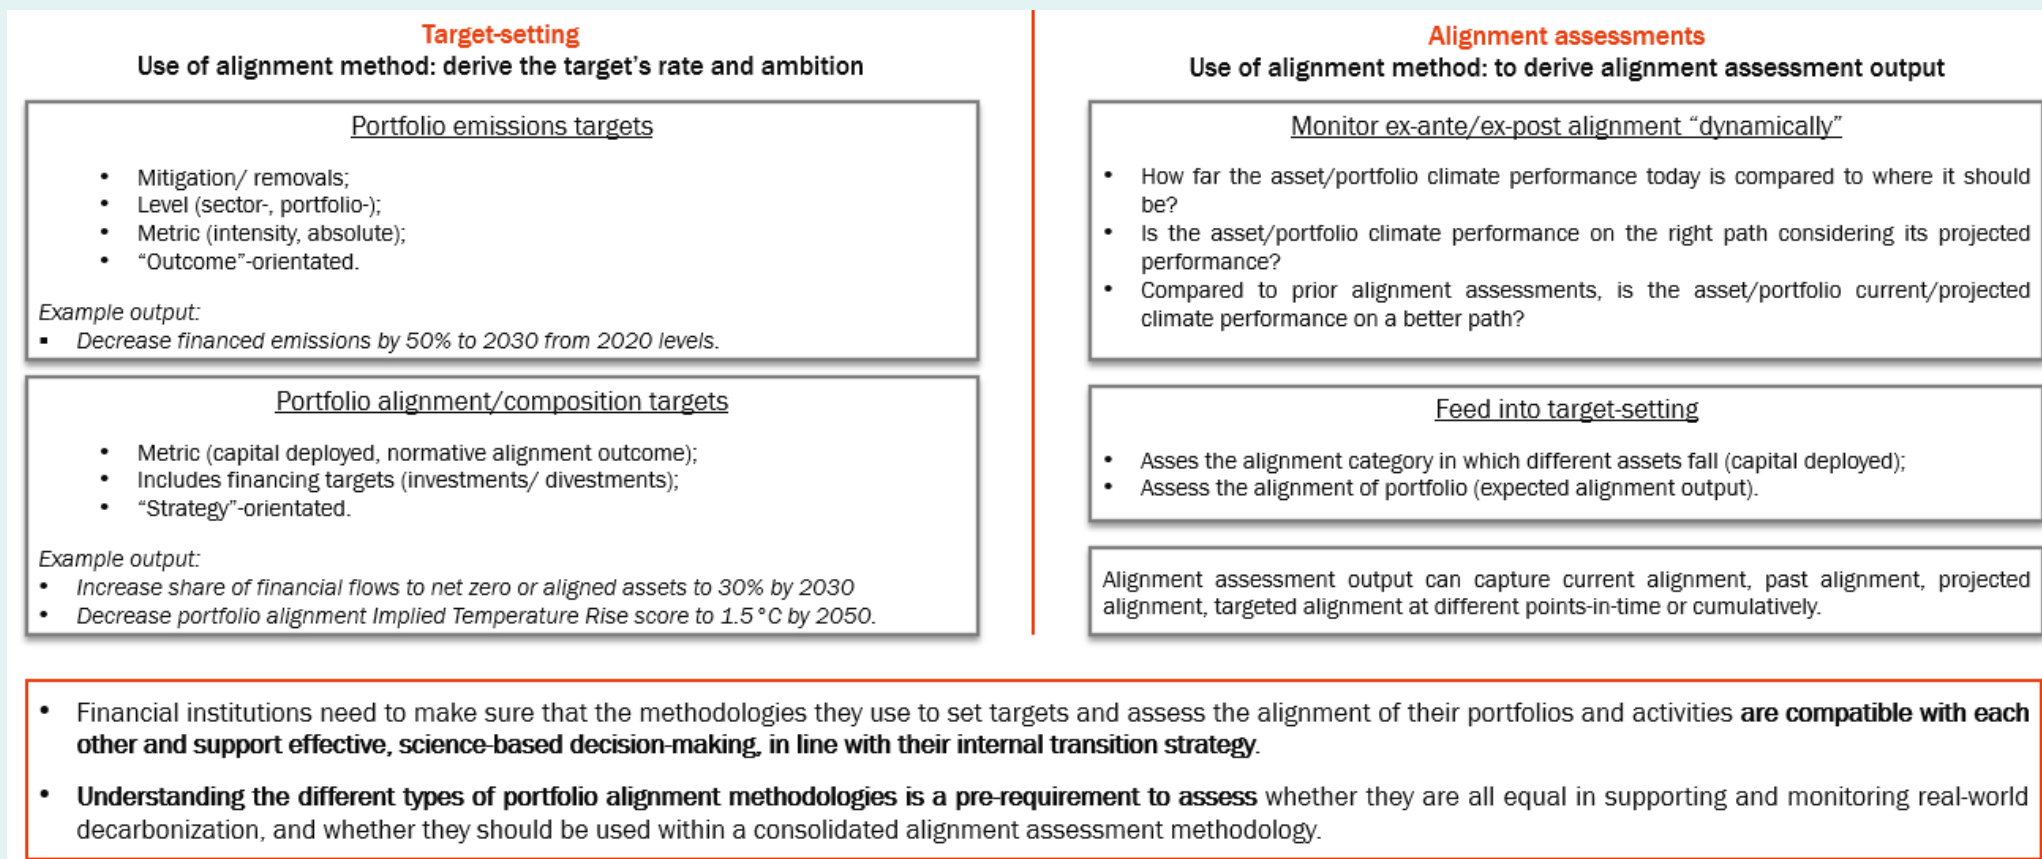 Target-setting
Use of alignment method: derive the target's rate and ambition
Portfolio emissions targets
• Mitigation/ removals;
• Level (sector-, portfolio-);
• Metric (intensity, absolute);
• “Outcome”-orientated.
Example output:
▪ Decrease financed emissions by 50% to 2030 from 2020 levels.
Portfolio alignment/composition targets
• Metric (capital deployed, normative alignment outcome);
• Includes financing targets (investments/ divestments);
• “Strategy”-orientated.
Example output:
• Increase share of financial flows to net zero or aligned assets to 30% by 2030
• Decrease portfolio alignment Implied Temperature Rise score to 1.5°C by 2050.
Alignment assessments
Use of alignment method: to derive alignment assessment output
Monitor ex-ante/ex-post alignment “dynamically”
• How far the asset/portfolio climate performance today is compared to where it should
be?
• Is the asset/portfolio climate performance on the right path considering its projected
performance?
• Compared to prior alignment assessments, is the asset/portfolio current/projected
climate performance on a better path?
Feed into target-setting
• Asses the alignment category in which different assets fall (capital deployed);
• Assess the alignment of portfolio (expected alignment output).
Alignment assessment output can capture current alignment, past alignment, projected
alignment, targeted alignment at different points-in-time or cumulatively.
• Financial institutions need to make sure that the methodologies they use to set targets and assess the alignment of their portfolios and activities are compatible with each
other and support effective, science-based decision-making, in line with their internal transition strategy.
• Understanding the different types of portfolio alignment methodologies is a pre-requirement to assess whether they are all equal in supporting and monitoring real-world
decarbonization, and whether they should be used within a consolidated alignment assessment methodology.